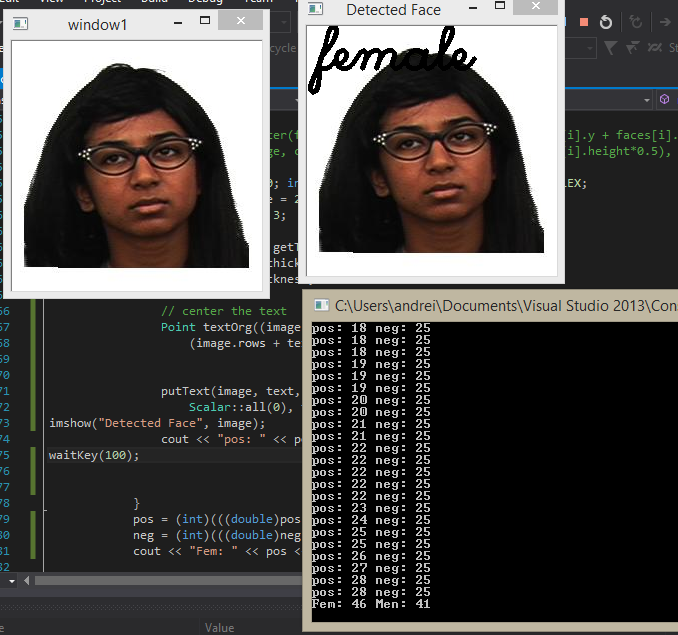 View Project Build Debug Team
window1
Detected Face
female
cycle
ter(f
i].y + faces[i].
ge, c
i].height*0.5),
0; in
LEX;
e = 2
3;
getT
thick
cknes
66 // center the text
67 Point textOrg((image
68 (image.rows + te
69
70
71 putText(image, text,
72 Scalar::all(0),
73 imshow("Detected Face", image);
74 cout << "pos: " << po
75 waitKey(100);
76
77
78 }
79 pos = (int)(((double)pos
80 neg = (int)(((double)neg
81 cout << "Fem: " << pos <
82
Value
C:\Users\andrei\Documents\Visual Studio 2013\Con
pos: 18 neg: 25
pos: 18 neg: 25
pos: 18 neg: 25
pos: 19 neg: 25
pos: 19 neg: 25
pos: 19 neg: 25
pos: 20 neg: 25
pos: 20 neg: 25
pos: 21 neg: 25
pos: 21 neg: 25
pos: 22 neg: 25
pos: 22 neg: 25
pos: 22 neg: 25
pos: 22 neg: 25
pos: 22 neg: 25
pos: 23 neg: 25
pos: 24 neg: 25
pos: 25 neg: 25
pos: 25 neg: 25
pos: 26 neg: 25
pos: 27 neg: 25
pos: 28 neg: 25
pos: 28 neg: 25
Fem: 46 Men: 41